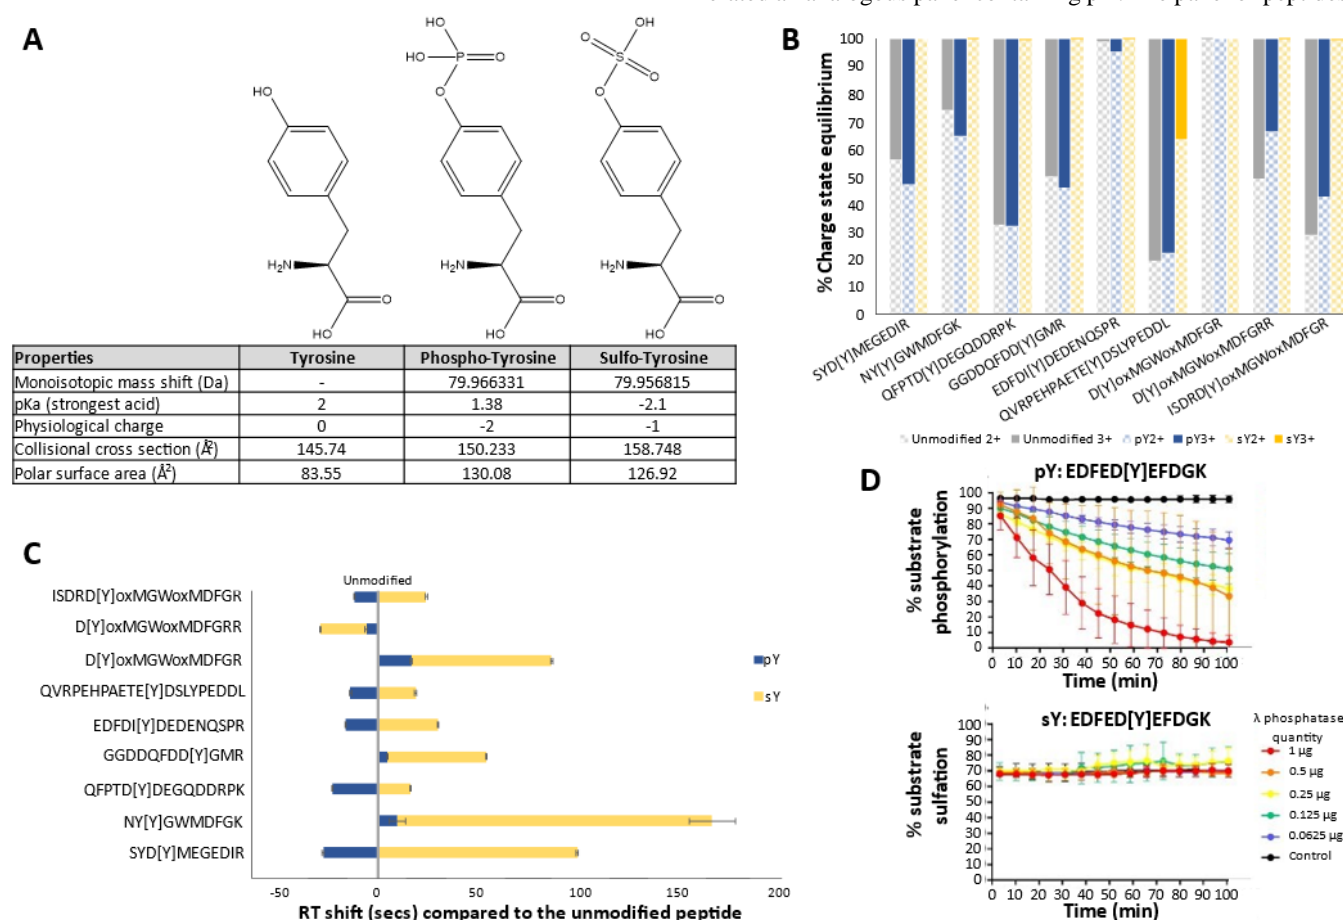 A
HO
HO
HO
P
O
O
OH
O
S
O
O
H₂N
O
HO
H₂N
O
HO
H₂N
O
HO
Properties Tyrosine Phospho-Tyrosine Sulfo-Tyrosine
Monoisotopic mass shift (Da) - 79.966331 79.956815
pKa (strongest acid) 2 1.38 -2.1
Physiological charge 0 -2 -1
Collisional cross section (Å²) 145.74 150.233 158.748
Polar surface area (Å²) 83.55 130.08 126.92
B
% Charge state equilibrium
100
90
80
70
60
50
40
30
20
10
0
SYD[Y]MEGEDIR
NY[Y]GWMDFGK
QFPTD[Y]DEGQDDRPK
GGDDQFDD[Y]GMR
EDFDI[Y]DEDENQSPR
QVRPEHPAETE[Y]DSLYPEDDL
D[Y]oxMGWoxMDFGR
D[Y]oxMGWoxMDFGRR
ISDRD[Y]oxMGWoxMDFGR
Unmodified 2+ Unmodified 3+ pY2+ pY3+ sY2+ sY3+
C
Unmodified
ISDRD[Y]oxMGWoxMDFGR
D[Y]oxMGWoxMDFGRR
D[Y]oxMGWoxMDFGR
QVRPEHPAETE[Y]DSLYPEDDL
EDFDI[Y]DEDENQSPR
GGDDQFDD[Y]GMR
QFPTD[Y]DEGQDDRPK
NY[Y]GWMDFGK
SYD[Y]MEGEDIR
-50 0 50 100 150 200
RT shift (secs) compared to the unmodified peptide
pY
sY
D
pY: EDFED[Y]EFDGK
% substrate
phosphorylation
100
90
80
70
60
50
40
30
20
10
0
0 10 20 30 40 50 60 70 80 90 100
Time (min)
sY: EDFED[Y]EFDGK
% substrate
sulfation
100
90
80
70
60
50
40
30
20
10
0
0 10 20 30 40 50 60 70 80 90 100
Time (min)
λ phosphatase
quantity
1 µg
0.5 µg
0.25 µg
0.125 µg
0.0625 µg
Control